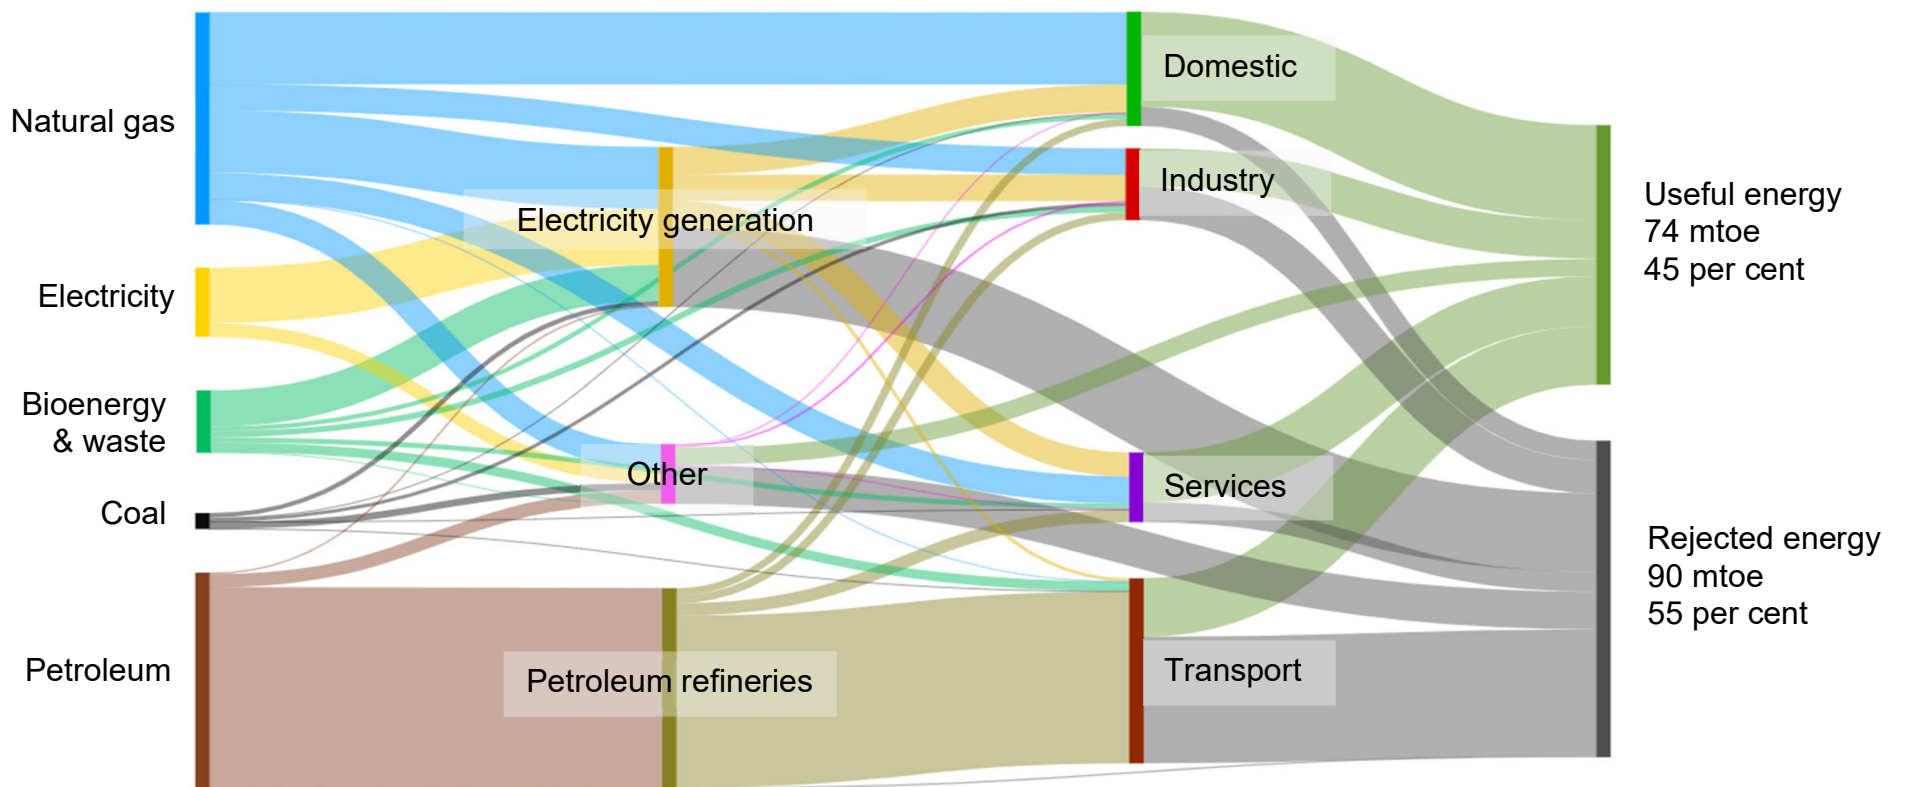 Natural gas
Electricity
Bioenergy
& waste
Coal
Petroleum
Electricity generation
Other
Petroleum refineries
Domestic
Industry
Services
Transport
Useful energy
74 mtoe
45 per cent
Rejected energy
90 mtoe
55 per cent